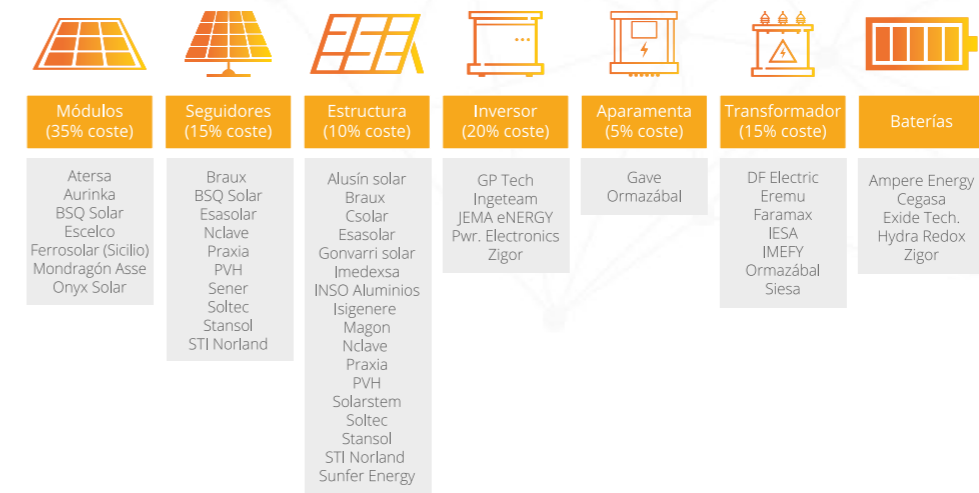 Módulos
(35% coste)
Atersa
Aurinka
BSQ Solar
Escelco
Ferrosolar (Sicilio)
Mondragón Asse
Onyx Solar
Seguidores
(15% coste)
Braux
BSQ Solar
Esasolar
Nclave
Praxia
PVH
Sener
Soltec
Stansol
STI Norland
Estructura
(10% coste)
Alusín solar
Braux
Csolar
Esasolar
Gonvarri solar
Imedexsa
INSO Aluminios
Isigenere
Magon
Nclave
Praxia
PVH
Solarstem
Soltec
Stansol
STI Norland
Sunfer Energy
Inversor
(20% coste)
GP Tech
Ingeteam
JEMA eNERGY
Pwr. Electronics
Zigor
Aparamenta
(5% coste)
Gave
Ormazábal
Transformador
(15% coste)
DF Electric
Eremu
Faramax
IESA
IMEFY
Ormazábal
Siesa
Baterías
Ampere Energy
Cegasa
Exide Tech.
Hydra Redox
Zigor